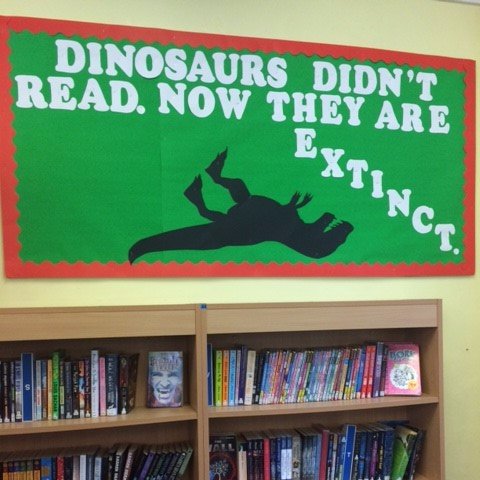 DINOSAURS DIDN'T
READ. NOW THEY ARE
EXTINCT.